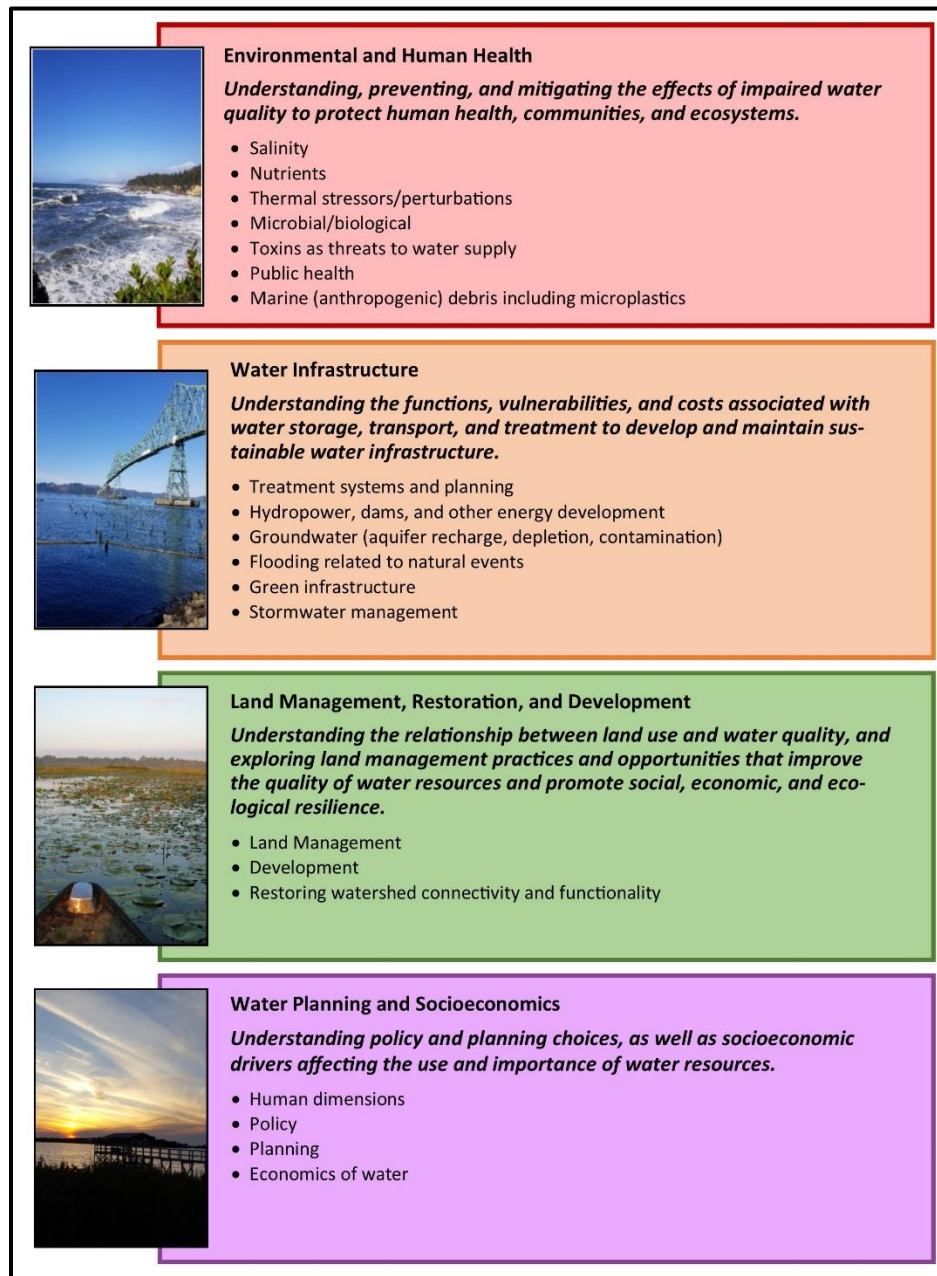 Environmental and Human Health
Understanding, preventing, and mitigating the effects of impaired water
quality to protect human health, communities, and ecosystems.
• Salinity
• Nutrients
• Thermal stressors/perturbations
• Microbial/biological
• Toxins as threats to water supply
• Public health
• Marine (anthropogenic) debris including microplastics
Water Infrastructure
Understanding the functions, vulnerabilities, and costs associated with
water storage, transport, and treatment to develop and maintain sus-
tainable water infrastructure.
• Treatment systems and planning
• Hydropower, dams, and other energy development
• Groundwater (aquifer recharge, depletion, contamination)
• Flooding related to natural events
• Green infrastructure
• Stormwater management
Land Management, Restoration, and Development
Understanding the relationship between land use and water quality, and
exploring land management practices and opportunities that improve
the quality of water resources and promote social, economic, and eco-
logical resilience.
• Land Management
• Development
• Restoring watershed connectivity and functionality
Water Planning and Socioeconomics
Understanding policy and planning choices, as well as socioeconomic
drivers affecting the use and importance of water resources.
• Human dimensions
• Policy
• Planning
• Economics of water